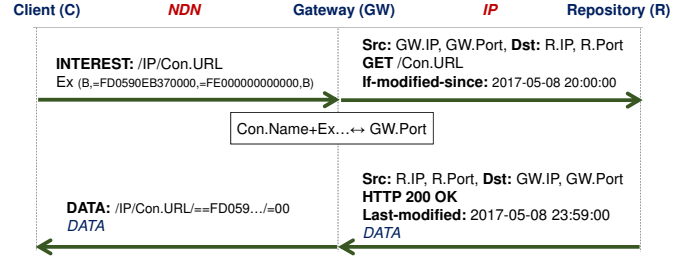 Client (C) NDN Gateway (GW) IP Repository (R)
INTEREST: /IP/Con.URL
Ex (B,=FD0590EB370000,=FE000000000000,B)
Src: GW.IP, GW.Port, Dst: R.IP, R.Port
GET /Con.URL
If-modified-since: 2017-05-08 20:00:00
Con.Name+Ex…↔ GW.Port
DATA: /IP/Con.URL/==FD059…/=00
DATA
Src: R.IP, R.Port, Dst: GW.IP, GW.Port
HTTP 200 OK
Last-modified: 2017-05-08 23:59:00
DATA